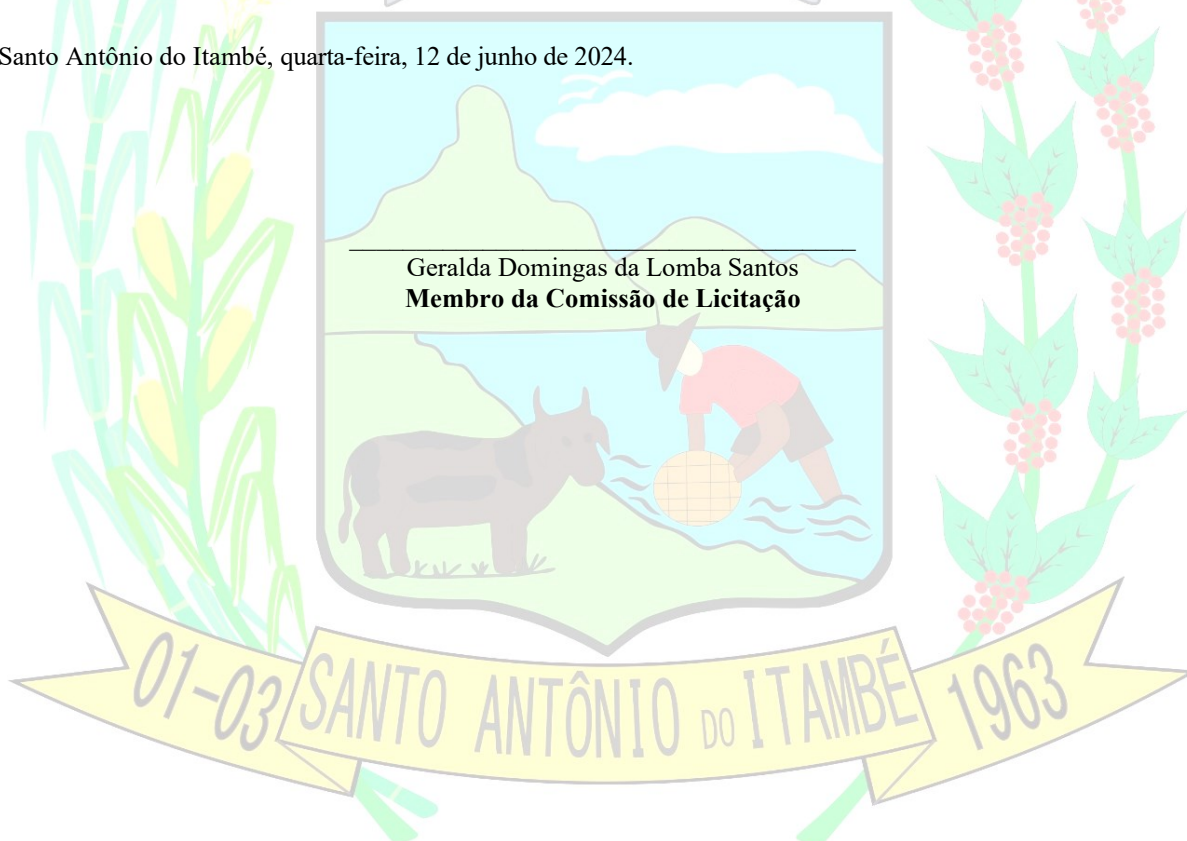 Santo Antônio do Itambé, quarta-feira, 12 de junho de 2024.
Geralda Domingas da Lomba Santos
Membro da Comissão de Licitação
01-03 SANTO ANTÔNIO DO ITAMBÉ 1963